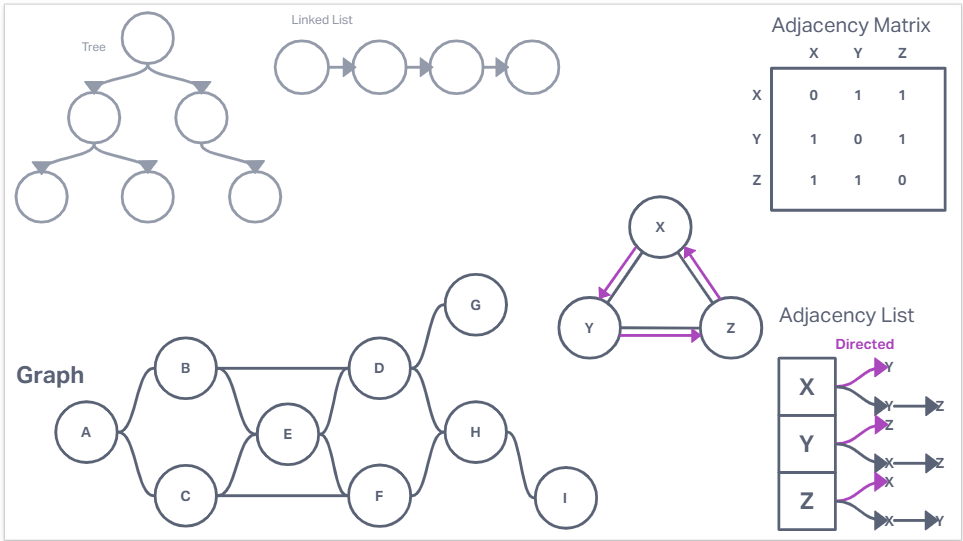 Tree
Linked List
Adjacency Matrix
X Y Z
X 0 1 1
Y 1 0 1
Z 1 1 0
X
Y
Z
Graph
A
B
C
D
E
F
G
H
I
Adjacency List
Directed
X
Y
Y Z
Y
Z
X Z
Z
X
X Y